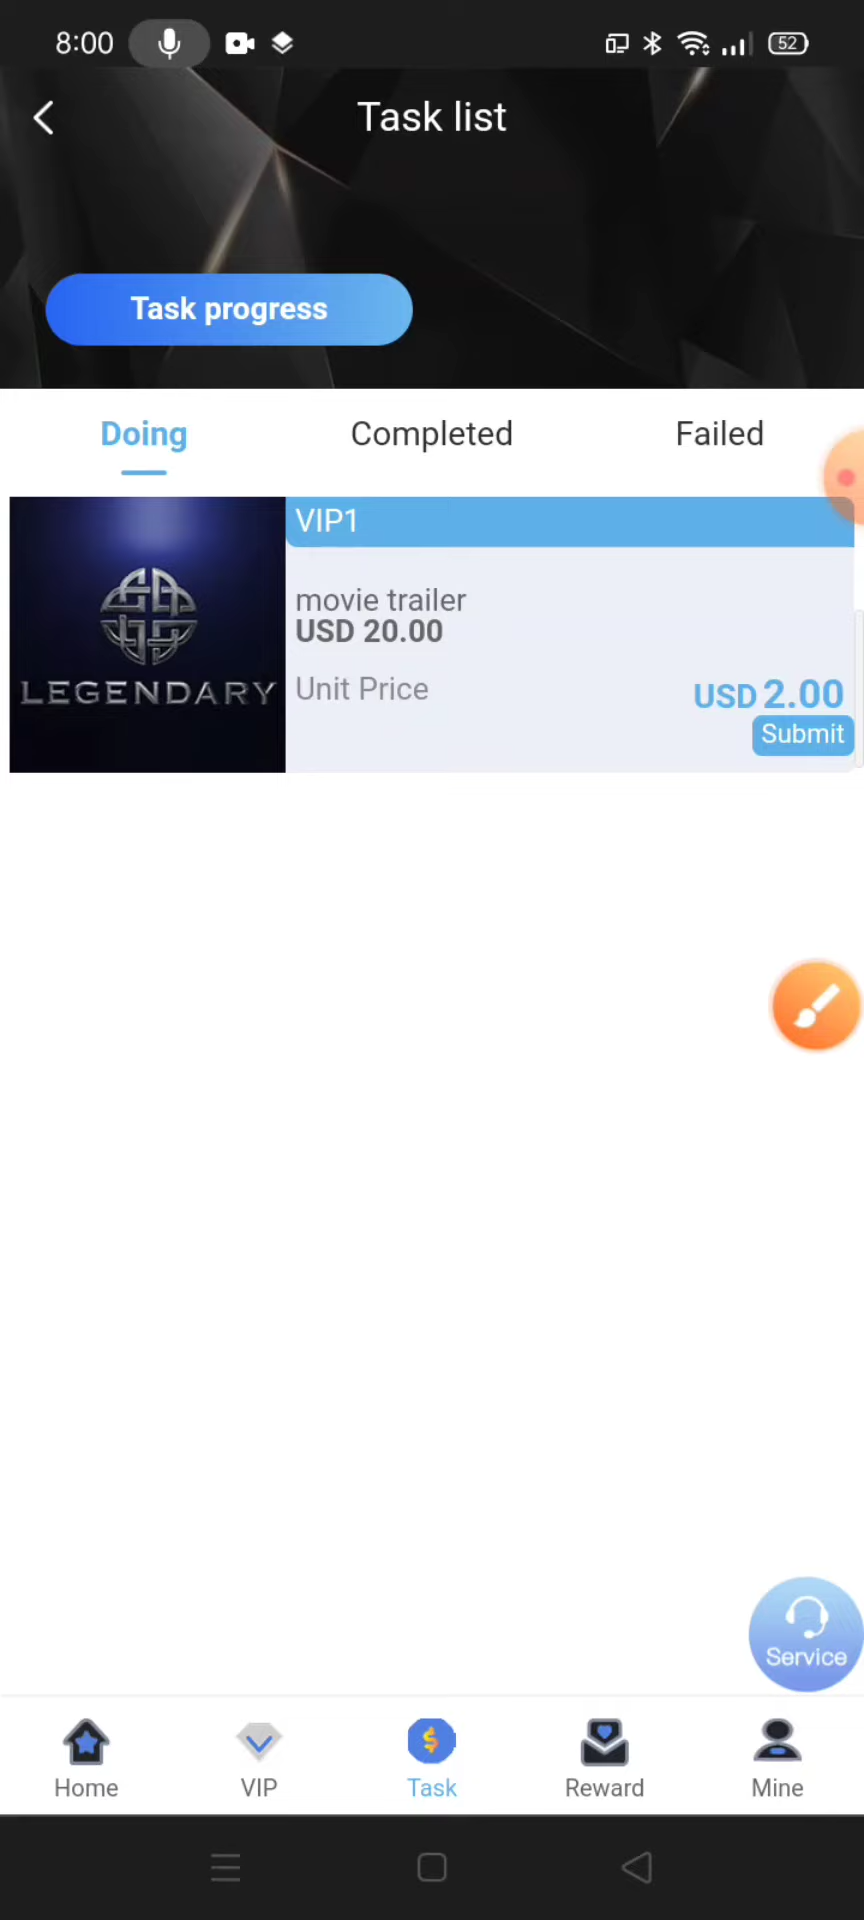 8:00
52
Task list
Task progress
Doing Completed Failed
VIP1
LEGENDARY
movie trailer
USD 20.00
Unit Price
USD 2.00
Submit
Service
Home VIP Task Reward Mine